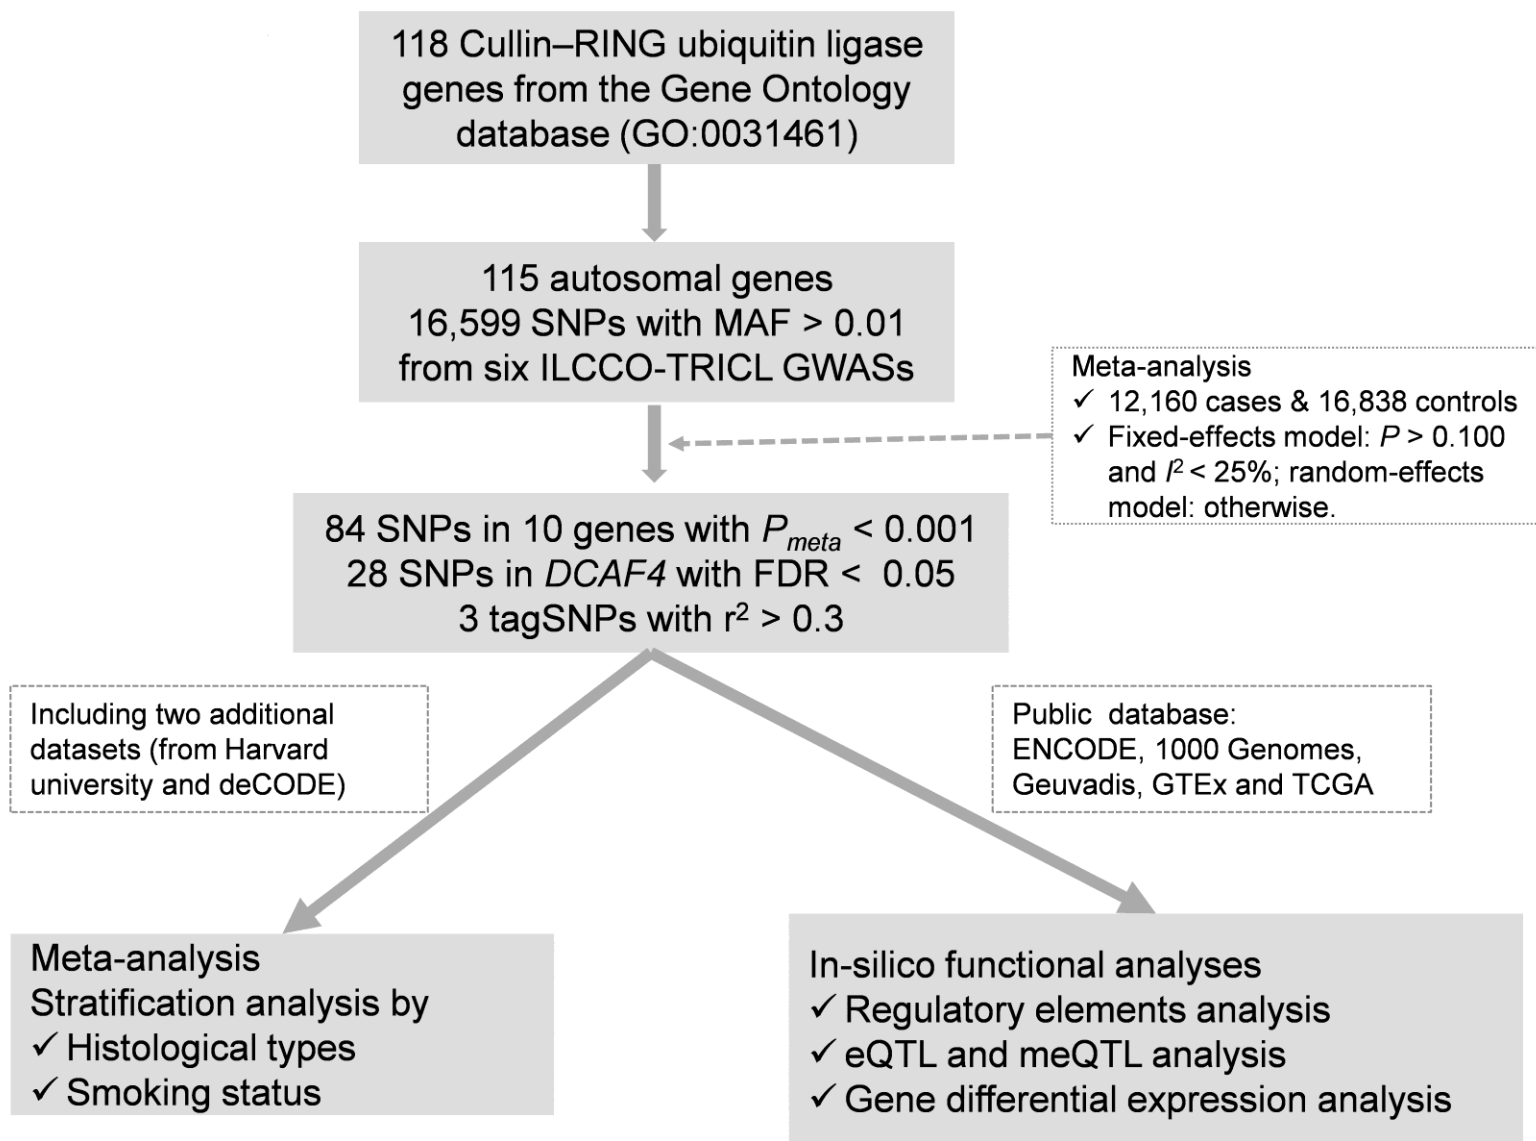 118 Cullin–RING ubiquitin ligase
genes from the Gene Ontology
database (GO:0031461)
115 autosomal genes
16,599 SNPs with MAF > 0.01
from six ILCCO-TRICL GWASs
Meta-analysis
✓ 12,160 cases & 16,838 controls
✓ Fixed-effects model: P > 0.100
and I² < 25%; random-effects
model: otherwise.
84 SNPs in 10 genes with Pmeta < 0.001
28 SNPs in DCAF4 with FDR < 0.05
3 tagSNPs with r² > 0.3
Including two additional
datasets (from Harvard
university and deCODE)
Public database:
ENCODE, 1000 Genomes,
Geuvadis, GTEx and TCGA
Meta-analysis
Stratification analysis by
✓ Histological types
✓ Smoking status
In-silico functional analyses
✓ Regulatory elements analysis
✓ eQTL and meQTL analysis
✓ Gene differential expression analysis